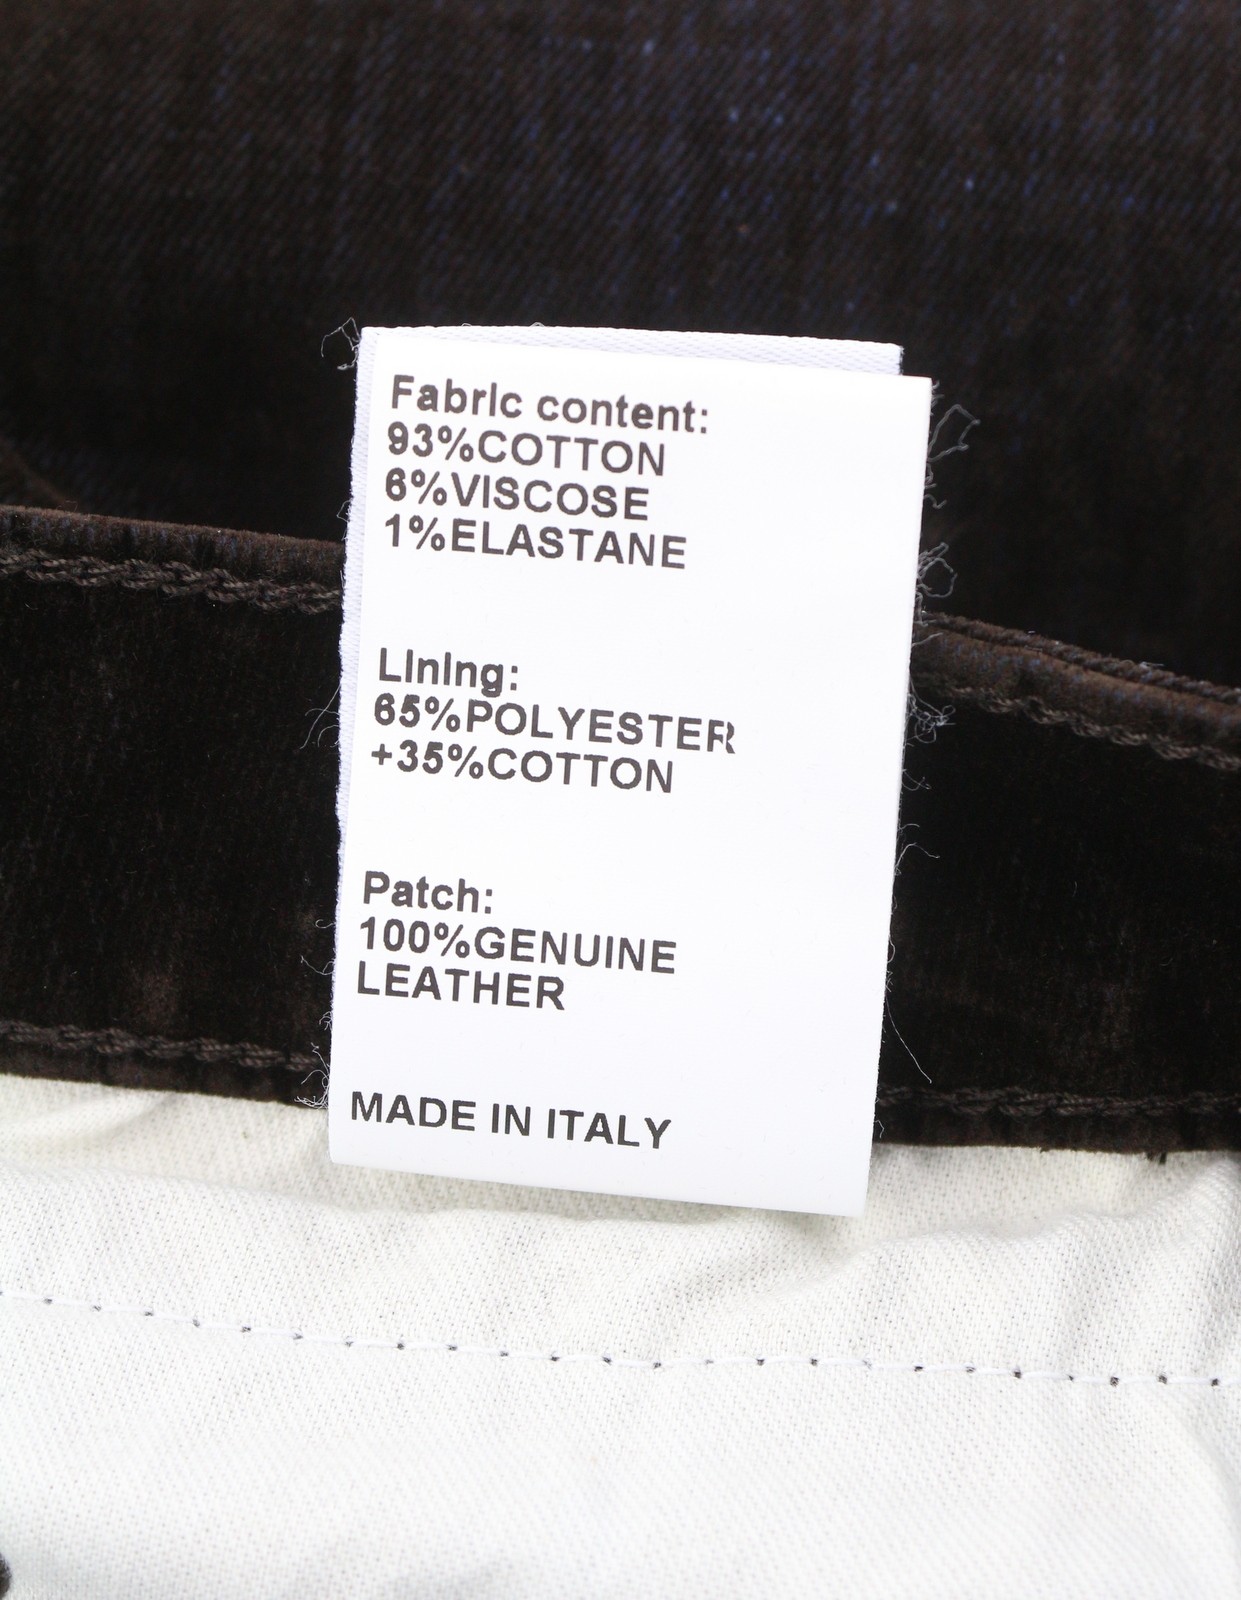 Fabric content:
93%COTTON
6%VISCOSE
1%ELASTANE
Lining:
65%POLYESTER
+35%COTTON
Patch:
100%GENUINE
LEATHER
MADE IN ITALY